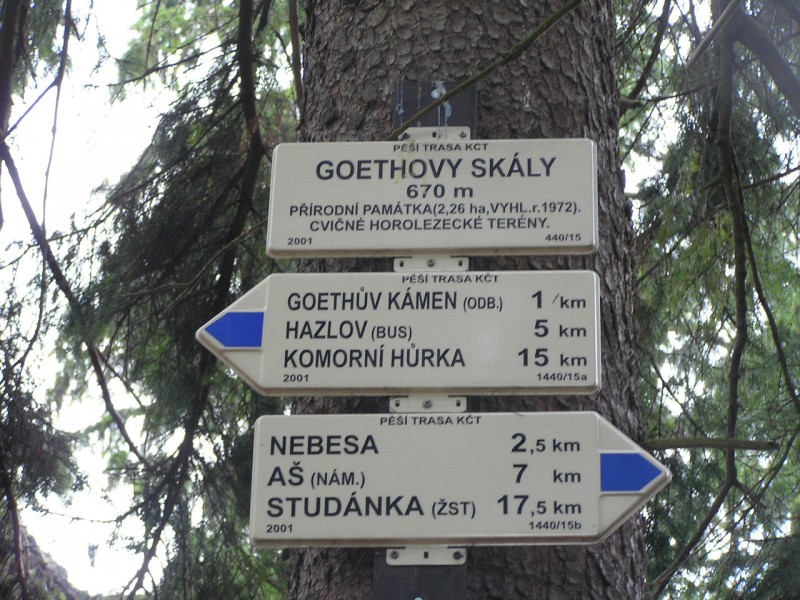 PĚŠÍ TRASA KČT
GOETHOVY SKÁLY
670 m
PŘÍRODNÍ PAMÁTKA(2,26 ha,VYHL.r.1972).
CVIČNÉ HOROLEZECKÉ TERÉNY.
2001 440/15
PĚŠÍ TRASA KČT
GOETHŮV KÁMEN (ODB.) 1 km
HAZLOV (BUS) 5 km
KOMORNÍ HŮRKA 15 km
2001 1440/15a
PĚŠÍ TRASA KČT
NEBESA 2,5 km
AŠ (NÁM.) 7 km
STUDÁNKA (ŽST) 17,5 km
2001 1440/15b